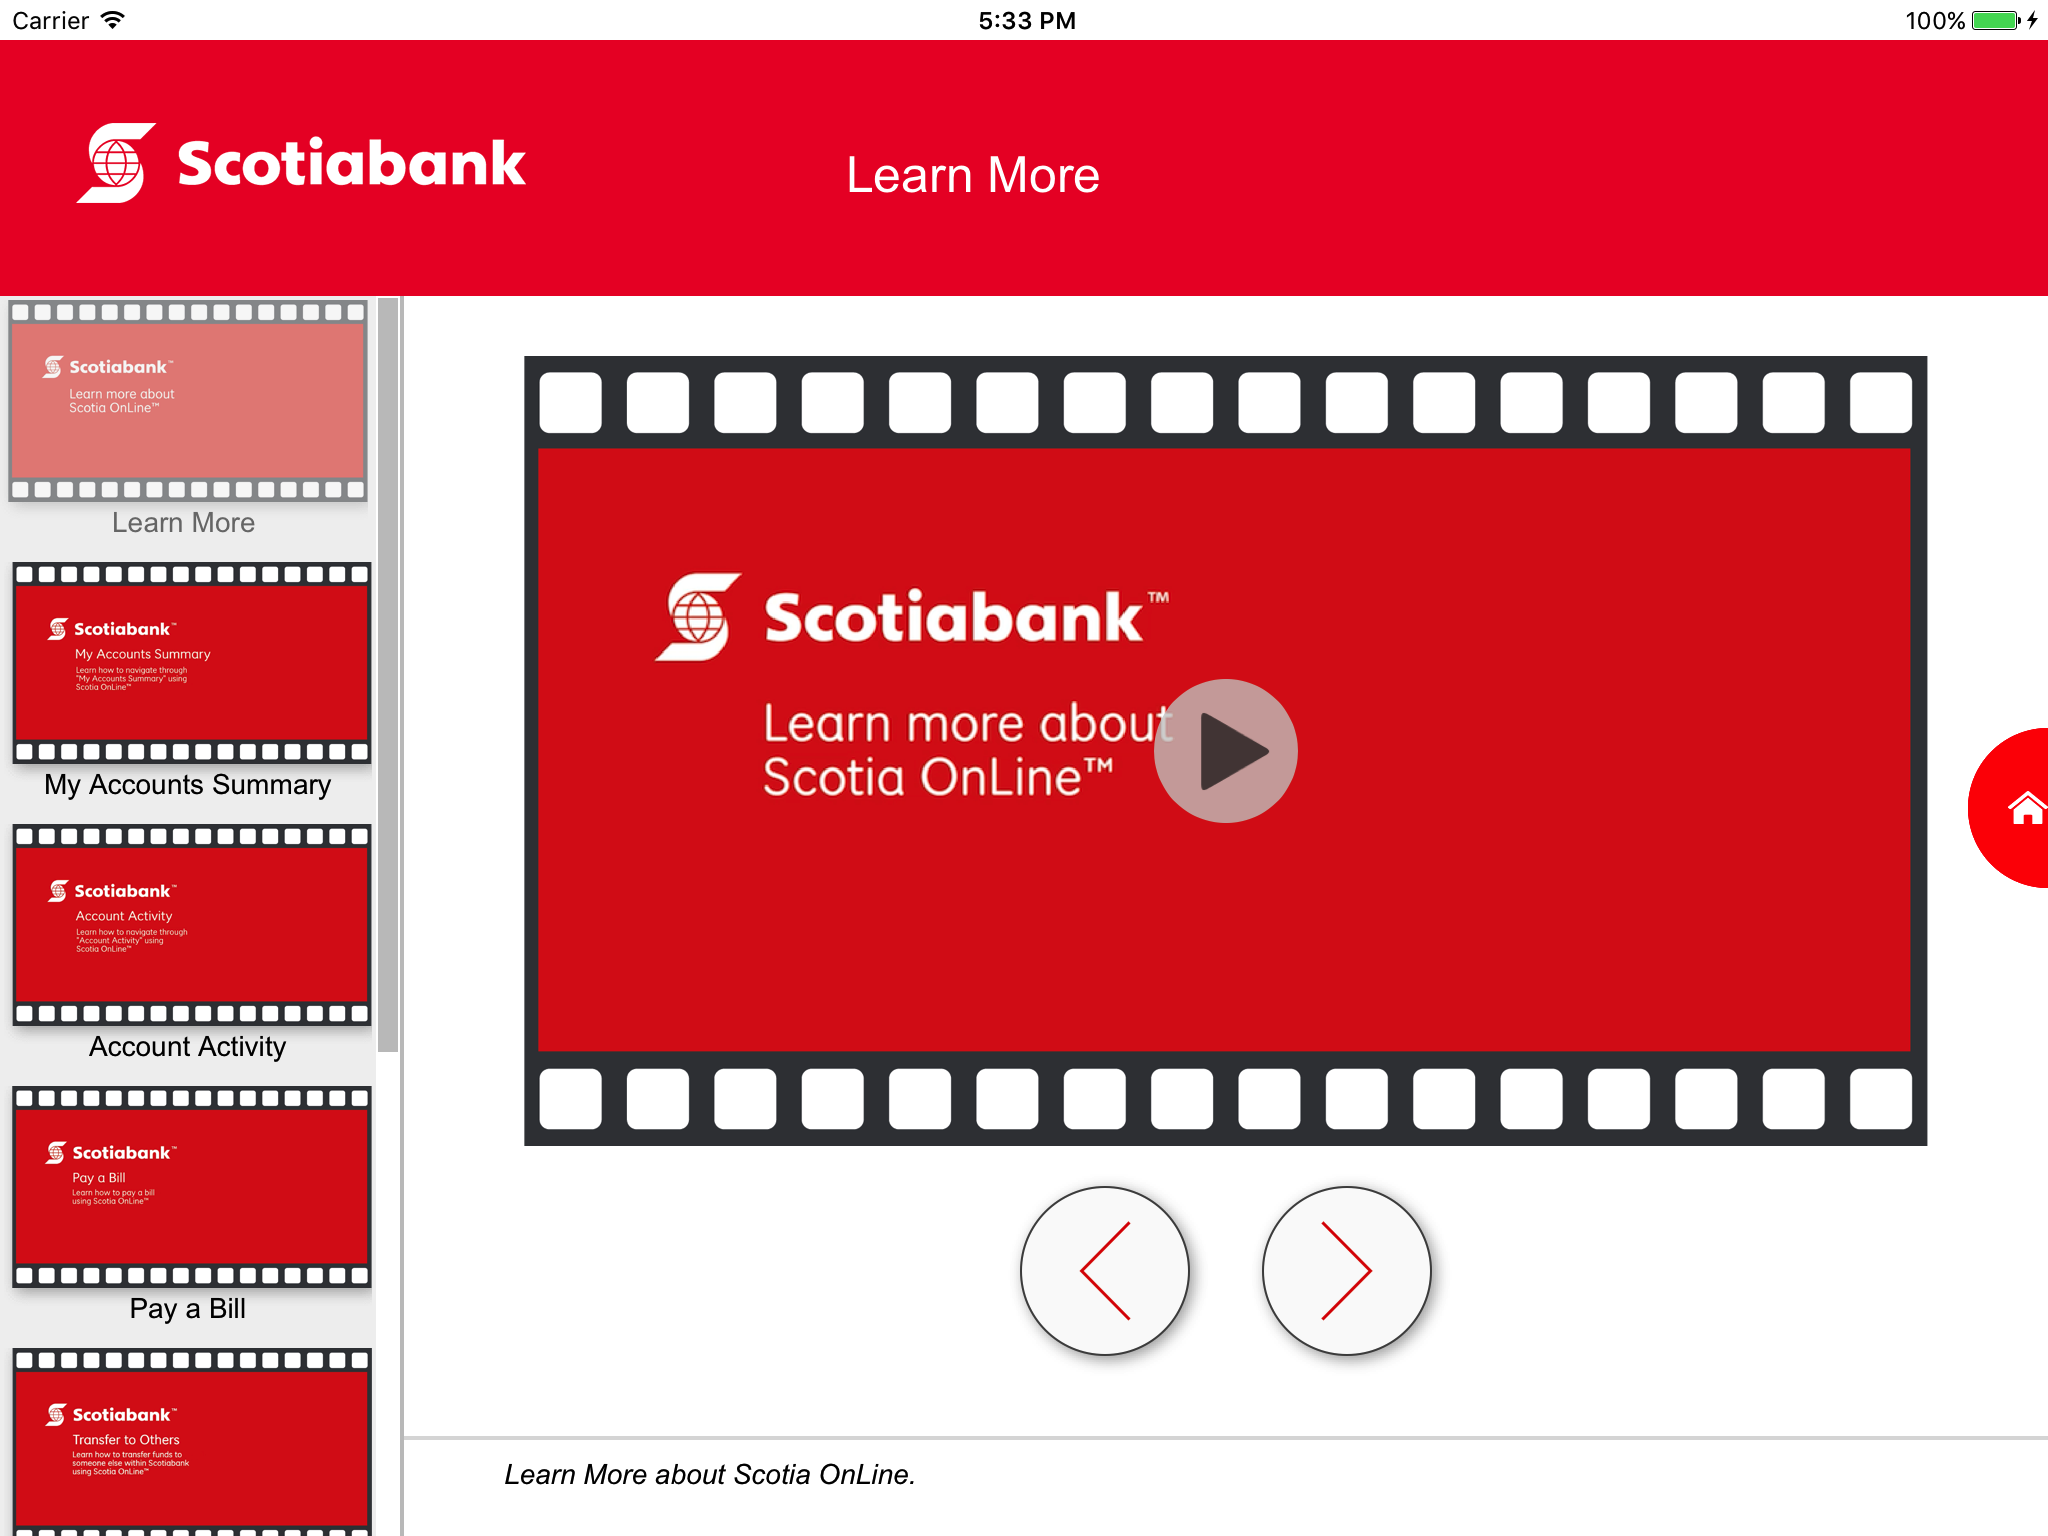 Carrier 5:33 PM 100%
Scotiabank
Learn More
Scotiabank™
Learn more about
Scotia OnLine™
Learn More
Scotiabank™
My Accounts Summary
Learn how to navigate through
"My Accounts Summary" using
Scotia OnLine™
My Accounts Summary
Scotiabank™
Account Activity
Learn how to navigate through
"Account Activity" using
Scotia OnLine™
Account Activity
Scotiabank™
Pay a Bill
Learn how to pay a bill
using Scotia OnLine™
Pay a Bill
Scotiabank™
Transfer to Others
Learn how to transfer funds to
someone else within Scotiabank
using Scotia OnLine™
Scotiabank™
Learn more about
Scotia OnLine™
Learn More about Scotia OnLine.